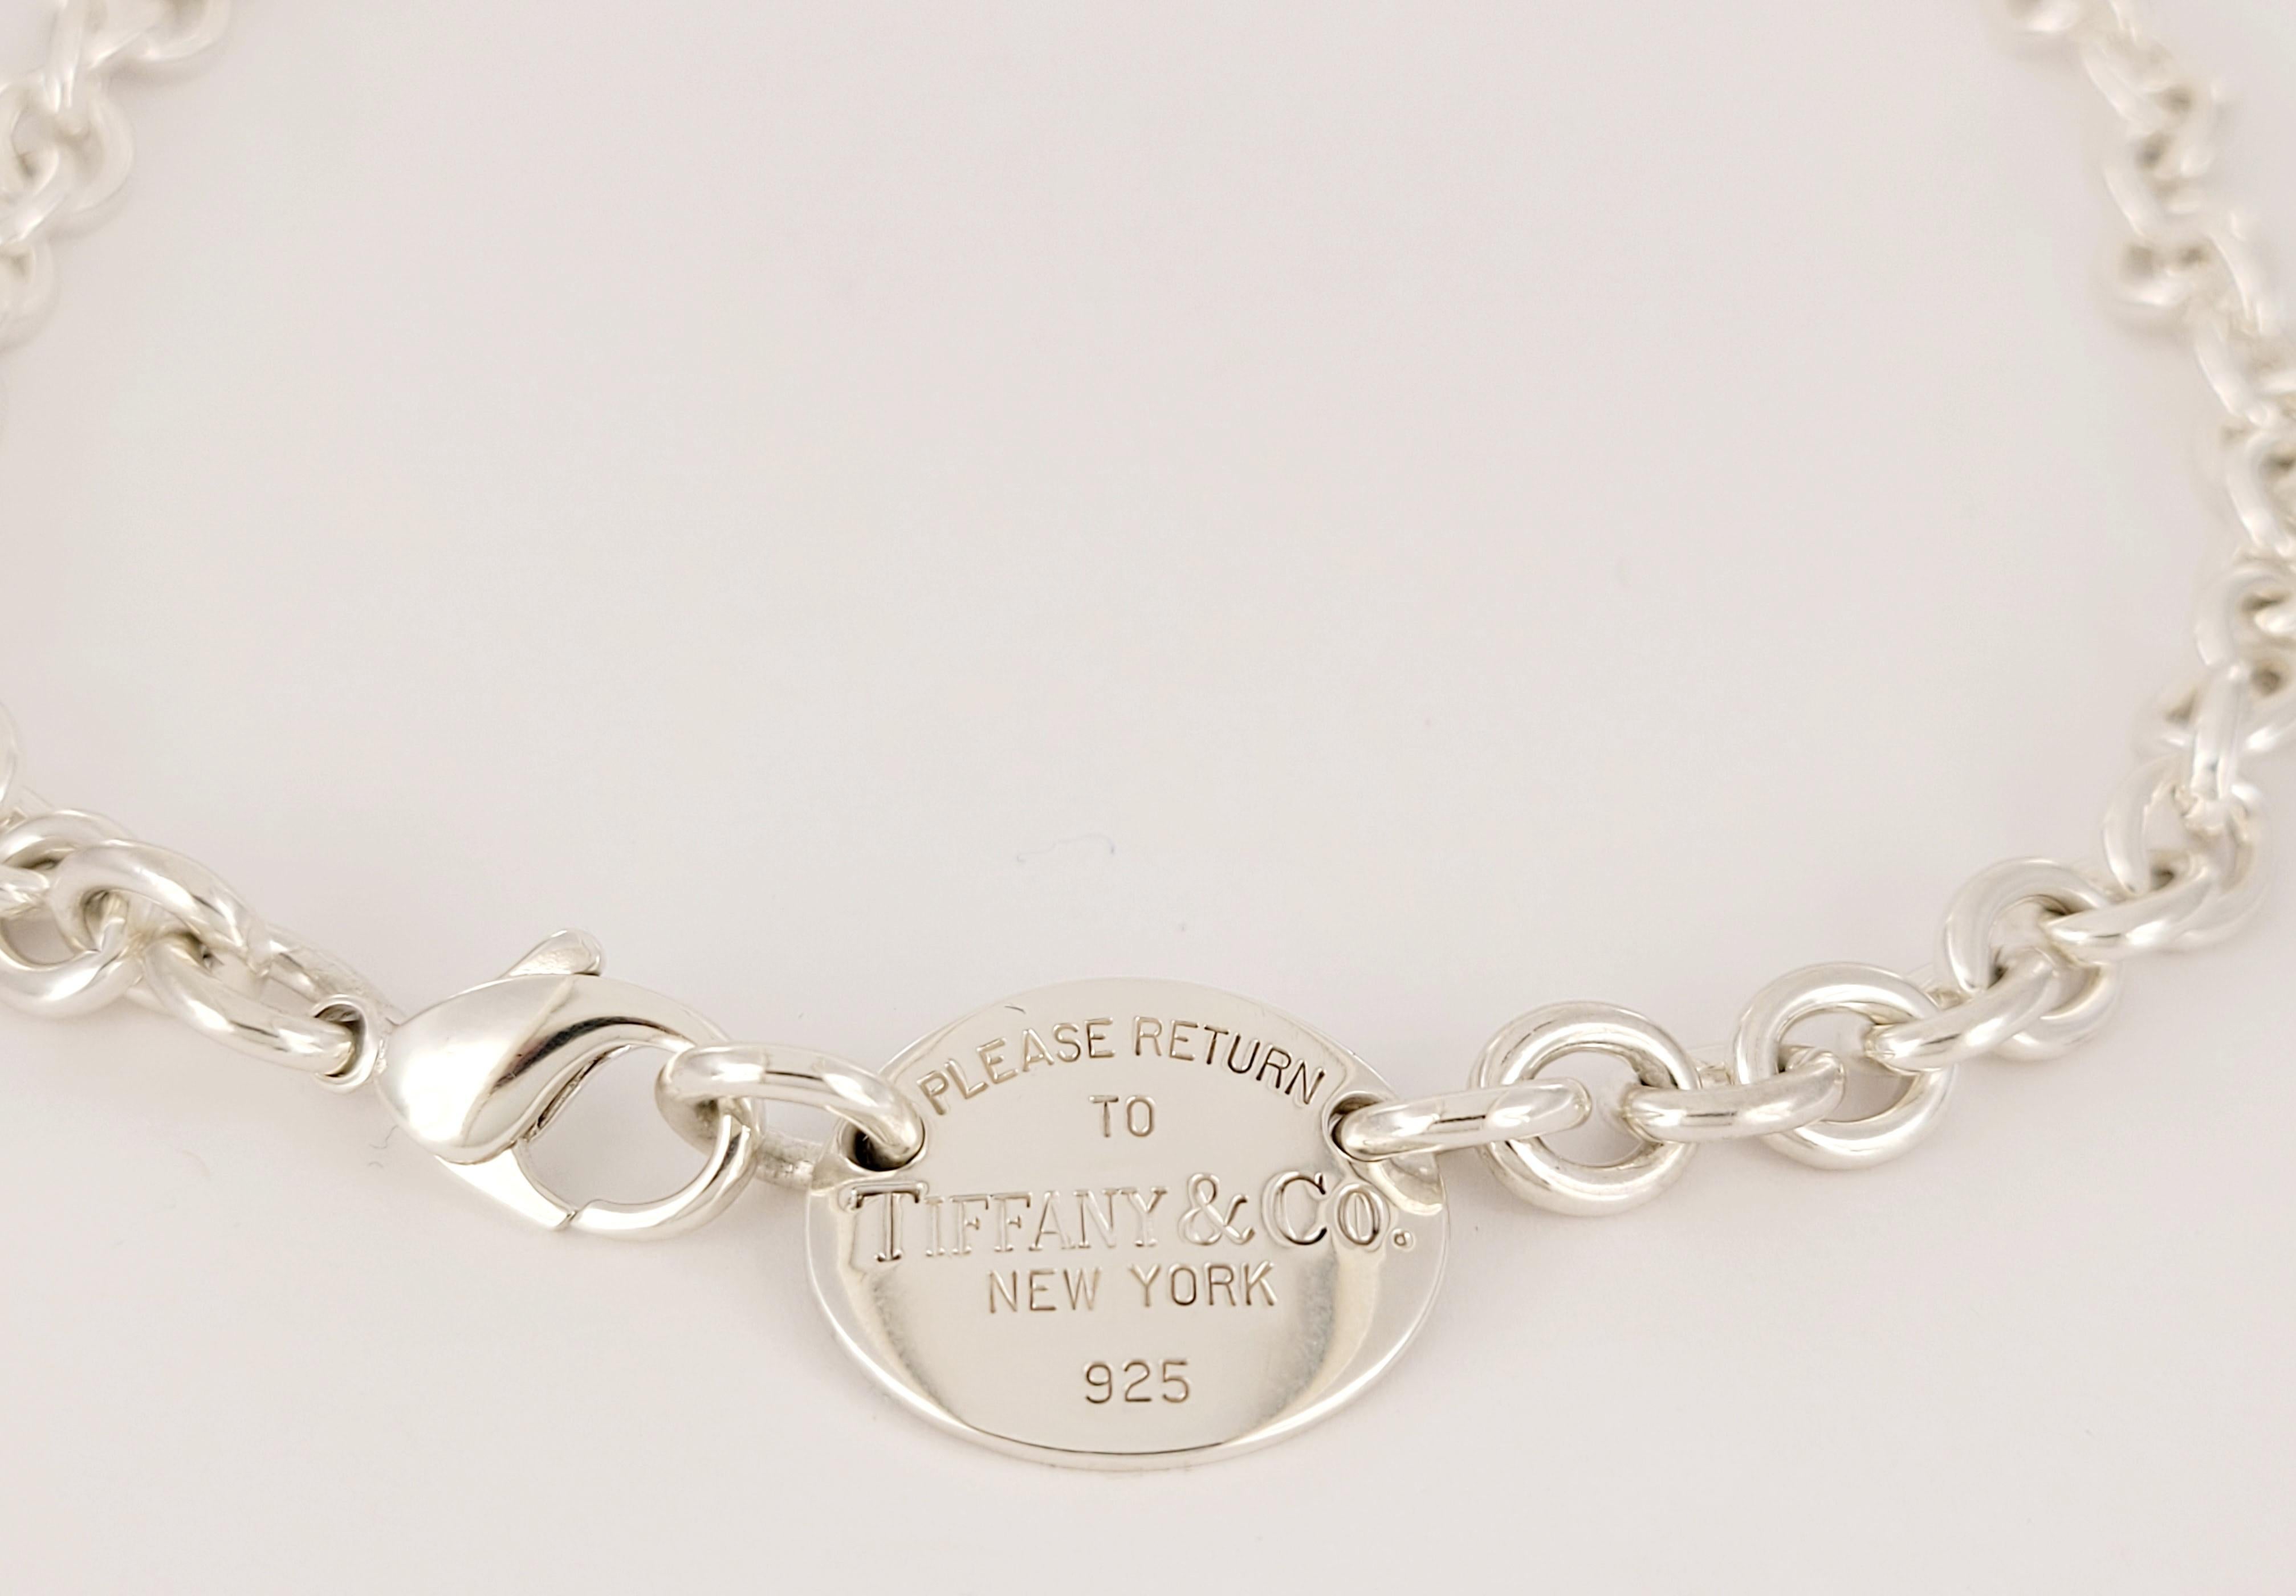 PLEASE RETURN
TO
TIFFANY & CO.
NEW YORK
925